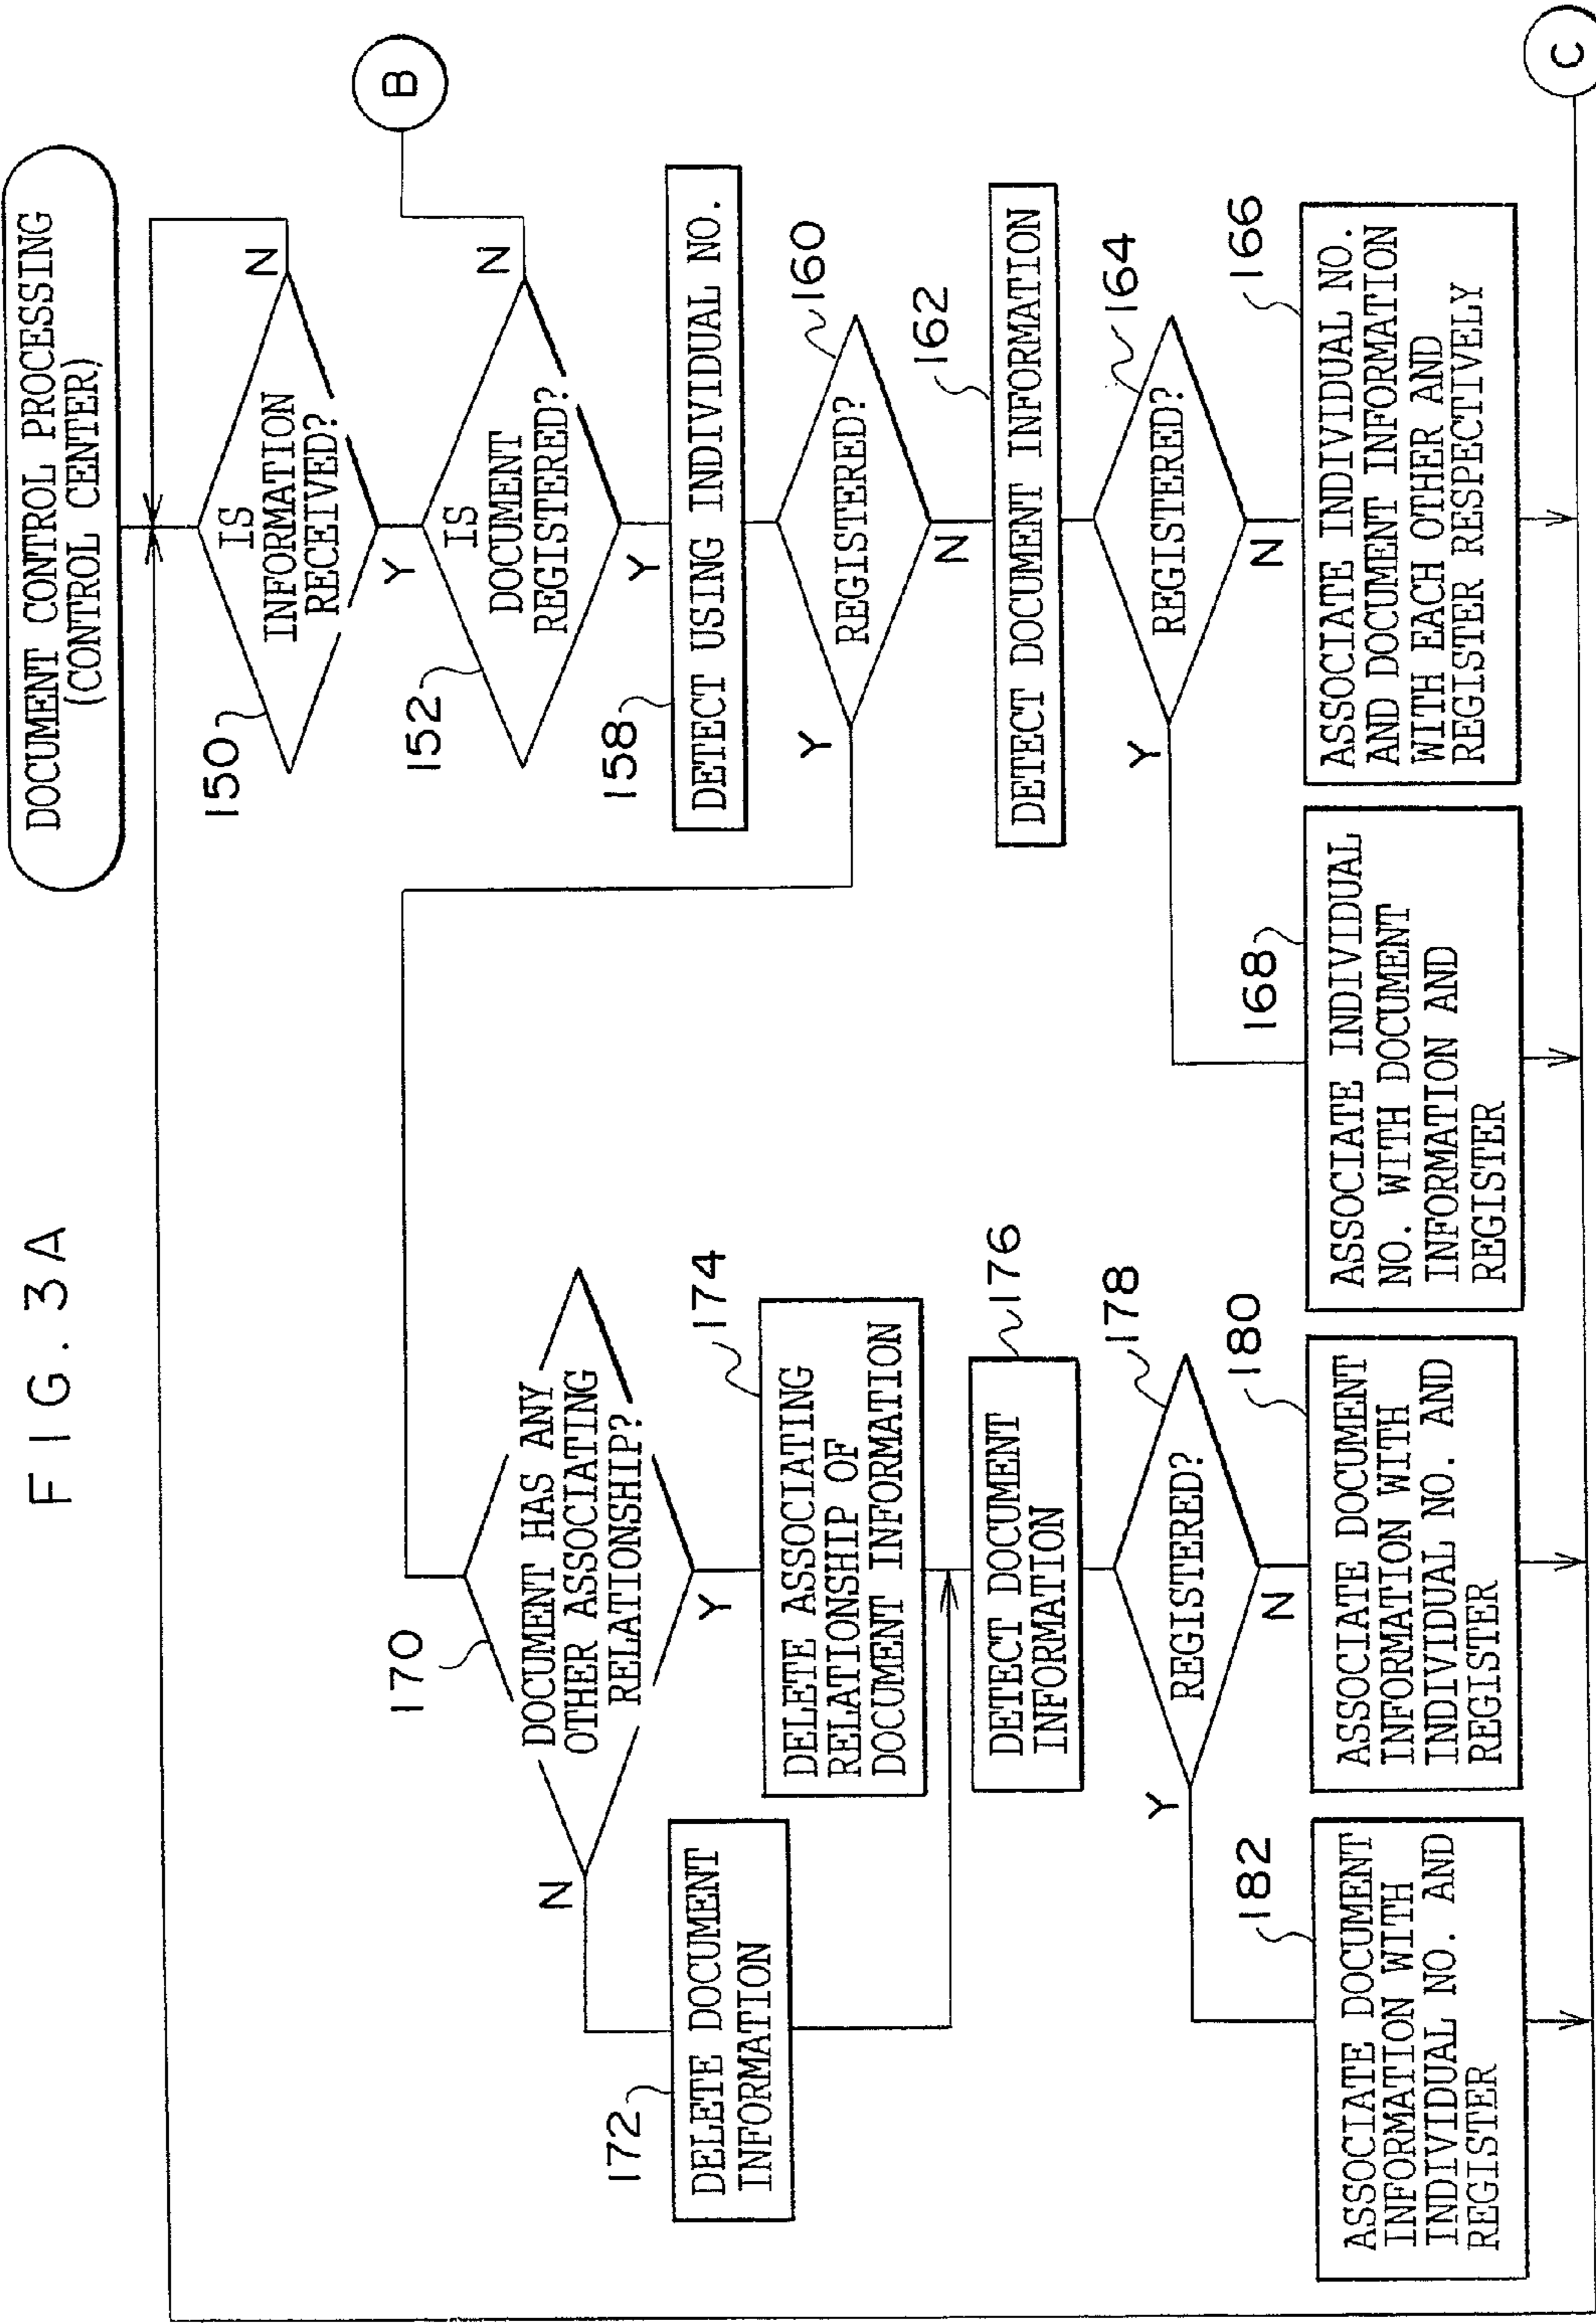 FIG. 3A
DOCUMENT CONTROL PROCESSING
(CONTROL CENTER)
150
IS
INFORMATION
RECEIVED?
N
Y
152
IS
DOCUMENT
REGISTERED?
N
B
Y
158
DETECT USING INDIVIDUAL NO.
160
REGISTERED?
Y
N
162
DETECT DOCUMENT INFORMATION
164
REGISTERED?
Y
N
166
ASSOCIATE INDIVIDUAL NO.
AND DOCUMENT INFORMATION
WITH EACH OTHER AND
REGISTER RESPECTIVELY
168
ASSOCIATE INDIVIDUAL
NO. WITH DOCUMENT
INFORMATION AND
REGISTER
170
DOCUMENT HAS ANY
OTHER ASSOCIATING
RELATIONSHIP?
N
Y
172
DELETE DOCUMENT
INFORMATION
174
DELETE ASSOCIATING
RELATIONSHIP OF
DOCUMENT INFORMATION
176
DETECT DOCUMENT
INFORMATION
178
REGISTERED?
Y
N
180
ASSOCIATE DOCUMENT
INFORMATION WITH
INDIVIDUAL NO. AND
REGISTER
182
ASSOCIATE DOCUMENT
INFORMATION WITH
INDIVIDUAL NO. AND
REGISTER
C